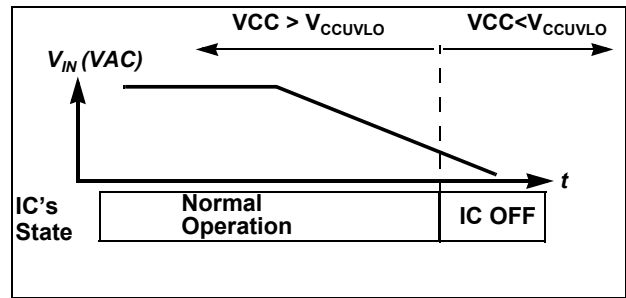 VCC > VCCUVLO
VCC<VCCUVLO
VIN (VAC)
t
IC's
State
Normal
Operation
IC OFF